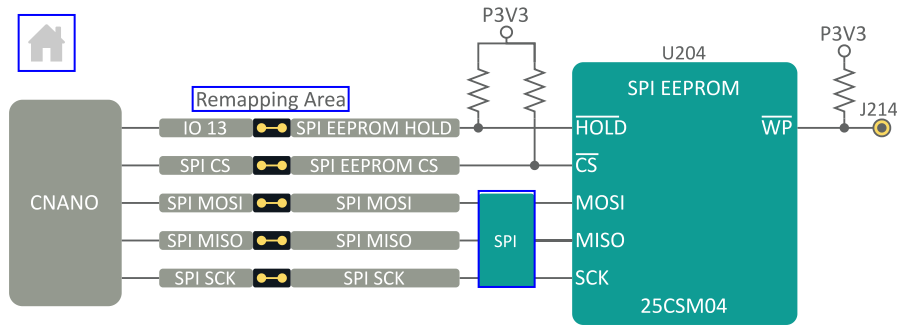 P3V3
U204
P3V3
Remapping Area
SPI EEPROM
J214
IO 13 SPI EEPROM HOLD HOLD WP
SPI CS SPI EEPROM CS CS
CNANO SPI MOSI SPI MOSI MOSI
SPI MISO SPI MISO SPI MISO
SPI SCK SPI SCK SCK
25CSM04